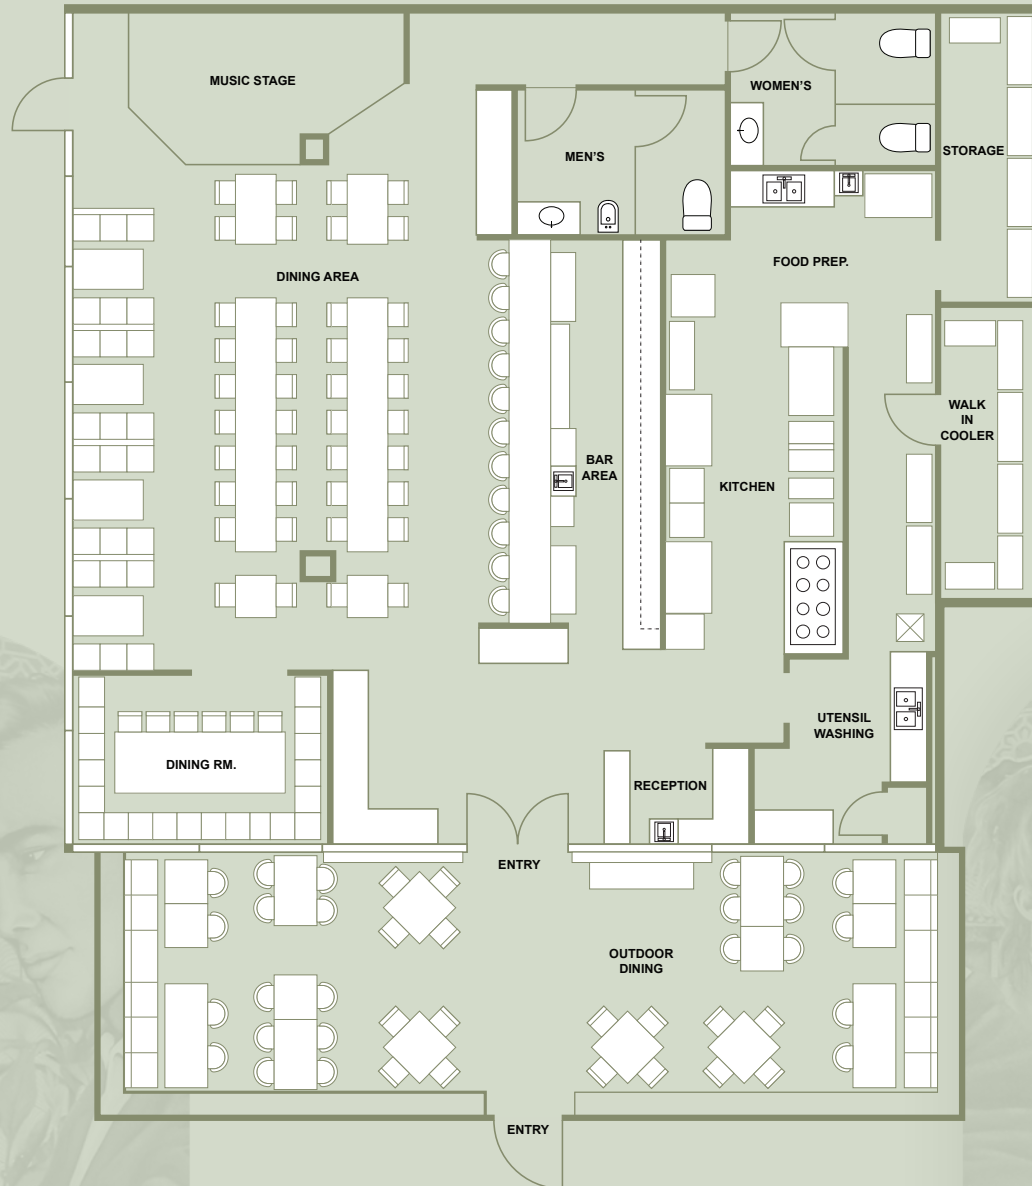 MUSIC STAGE
WOMEN'S
MEN'S
STORAGE
DINING AREA
FOOD PREP.
WALK
IN
COOLER
BAR
AREA
KITCHEN
UTENSIL
WASHING
DINING RM.
RECEPTION
ENTRY
OUTDOOR
DINING
ENTRY